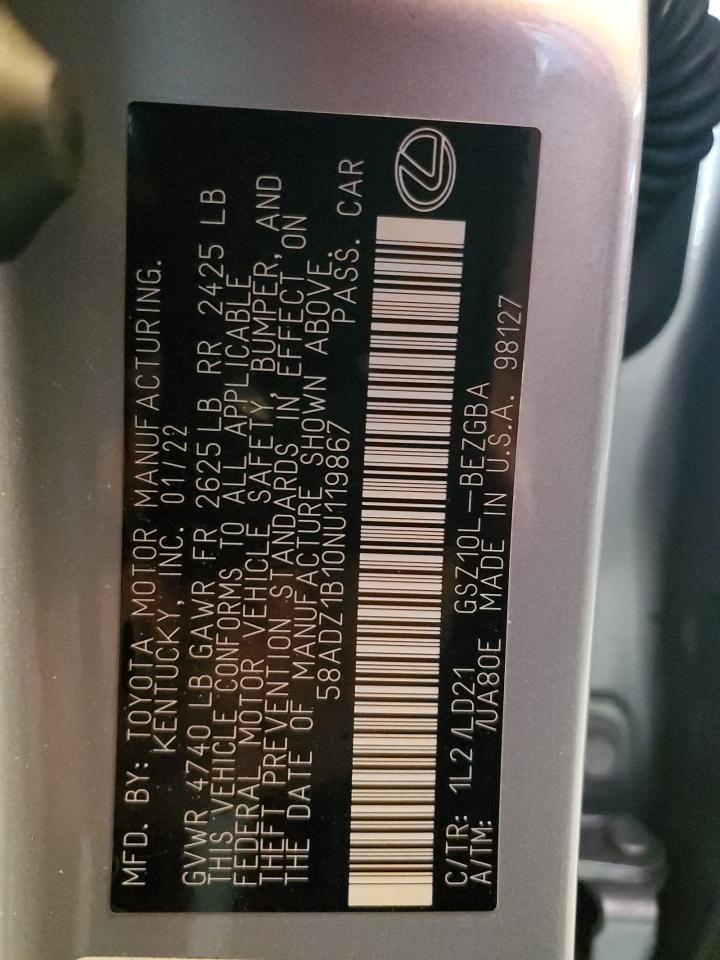 MFD. BY: TOYOTA MOTOR MANUFACTURING.
KENTUCKY, INC. 01/22
GVWR 4740 LB GAWR FR 2625 LB RR 2425 LB
THIS VEHICLE CONFORMS TO ALL APPLICABLE
FEDERAL MOTOR VEHICLE SAFETY, BUMPER, AND
THEFT PREVENTION STANDARDS IN EFFECT ON
THE DATE OF MANUFACTURE SHOWN ABOVE.
58ADZ1B10NU119867 PASS. CAR
C/TR: 1L2 /LD21 GSZ10L-BEZGBA
A/TM: /UA80E MADE IN U.S.A. 98127